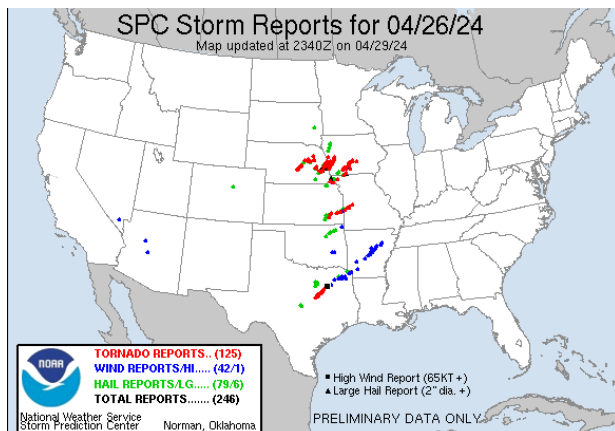 SPC Storm Reports for 04/26/24
Map updated at 2340Z on 04/29/24
NOAA
TORNADO REPORTS.. (125)
WIND REPORTS/HI..... (42/1)
HAIL REPORTS/LG..... (79/6)
TOTAL REPORTS....... (246)
National Weather Service
Storm Prediction Center Norman, Oklahoma
High Wind Report (65KT +)
Large Hail Report (2" dia. +)
PRELIMINARY DATA ONLY